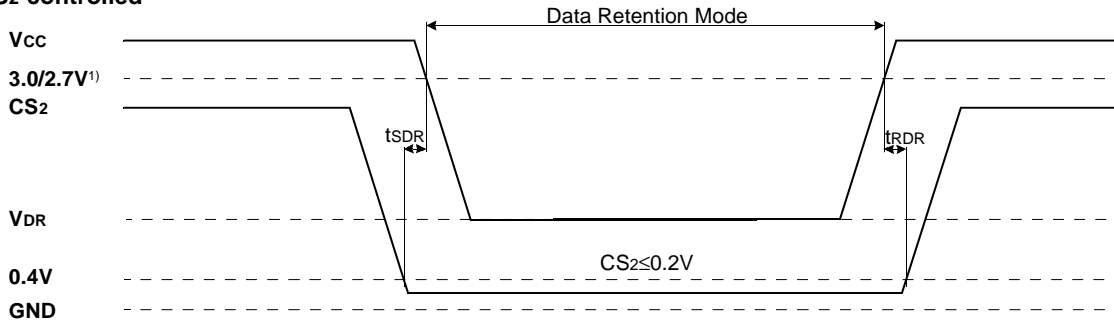 CS2 controlled
Data Retention Mode
VCC
3.0/2.7V1)
CS2
tSDR
tRDR
VDR
CS2≤0.2V
0.4V
GND